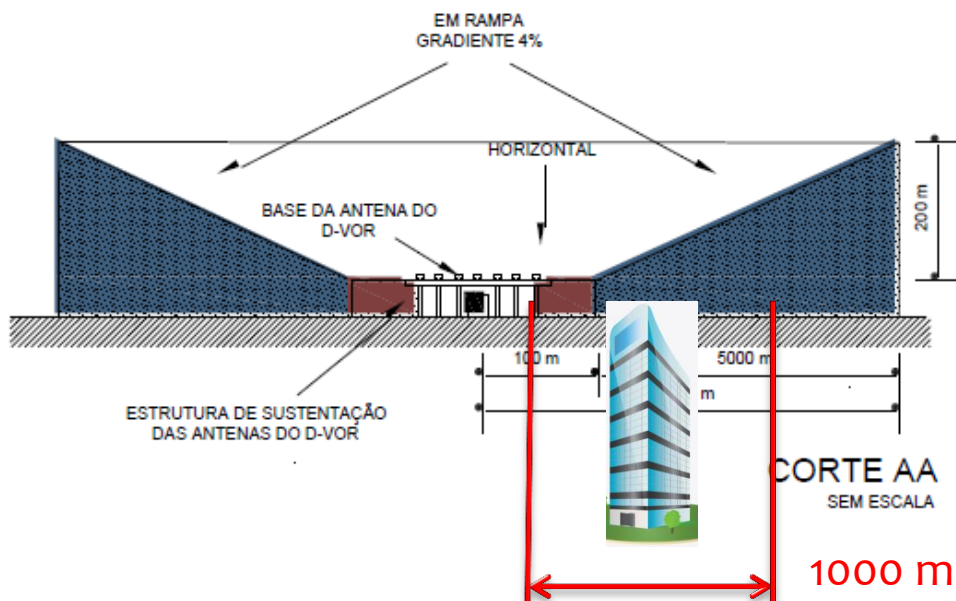 EM RAMPA
GRADIENTE 4%
HORIZONTAL
BASE DA ANTENA DO
D-VOR
200 m
100 m
5000 m
m
ESTRUTURA DE SUSTENTAÇÃO
DAS ANTENAS DO D-VOR
CORTE AA
SEM ESCALA
1000 m